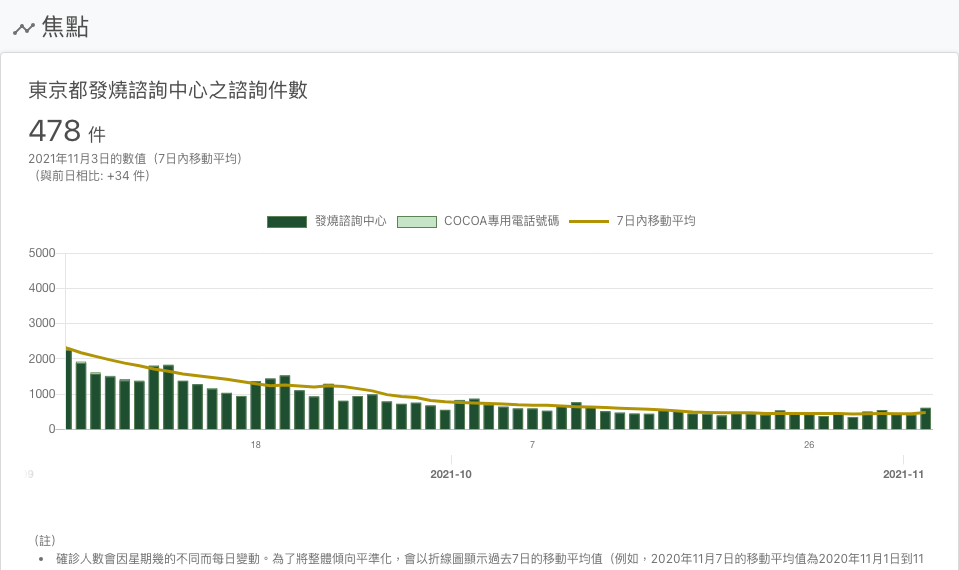 焦點
東京都發燒諮詢中心之諮詢件數
478 件
2021年11月3日的數值（7日內移動平均）
（與前日相比: +34 件）
發燒諮詢中心 COCOA專用電話號碼 7日內移動平均
5000
4000
3000
2000
1000
0
18 7 26
9 2021-10 2021-11
（註）
• 確診人數會因星期幾的不同而每日變動。為了將整體傾向平準化，會以折線圖顯示過去7日的移動平均值（例如，2020年11月7日的移動平均值為2020年11月1日到11